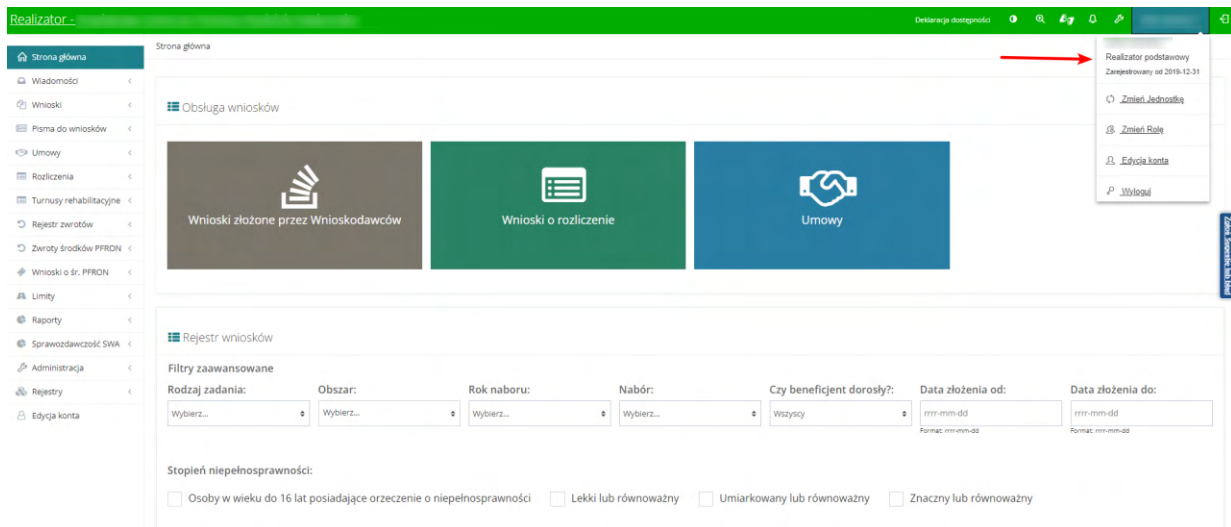 Realizator -
Deklaracja dostępności
Strona główna
Realizator podstawowy
Zarejestrowany od 2019-12-31
Zmień Jednostkę
Zmień Rolę
Edycja konta
Wyloguj
Strona główna
Wiadomości
Wnioski
Pisma do wniosków
Umowy
Rozliczenia
Turnusy rehabilitacyjne
Rejestr zwrotów
Zwroty środków PFRON
Wnioski o śr. PFRON
Limity
Raporty
Sprawozdawczość SWA
Administracja
Rejestry
Edycja konta
Obsługa wniosków
Wnioski złożone przez Wnioskodawców
Wnioski o rozliczenie
Umowy
Zgłoś Sugestię lub błąd
Rejestr wniosków
Filtry zaawansowane
Rodzaj zadania: Obszar: Rok naboru: Nabór: Czy beneficjent dorosły?: Data złożenia od: Data złożenia do:
Wybierz... Wybierz... Wybierz... Wybierz... Wszyscy rrrr-mm-dd rrrr-mm-dd
Format: rrrr-mm-dd Format: rrrr-mm-dd
Stopień niepełnosprawności:
Osoby w wieku do 16 lat posiadające orzeczenie o niepełnosprawności Lekki lub równoważny Umiarkowany lub równoważny Znaczny lub równoważny